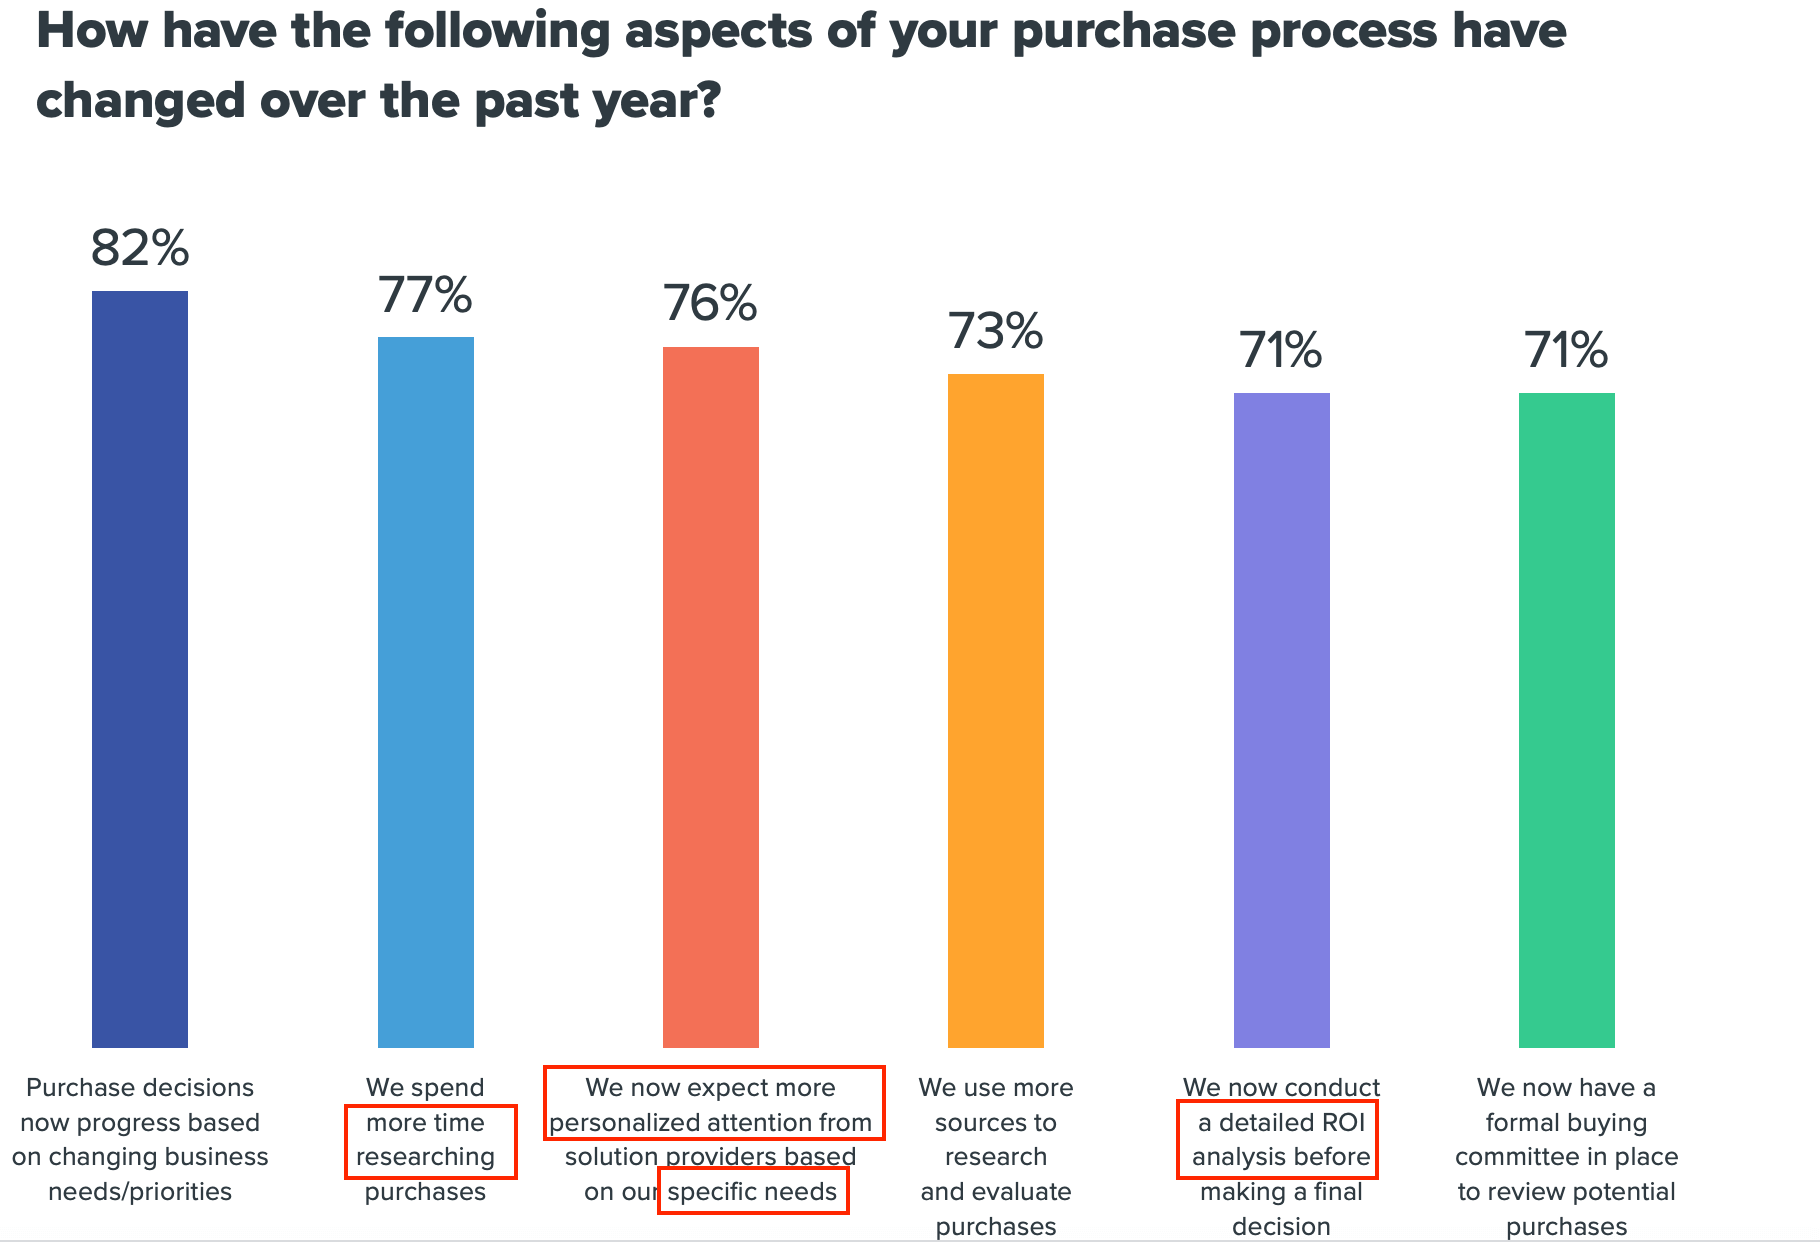 How have the following aspects of your purchase process have
changed over the past year?
82%
77%
76%
73%
71%
71%
Purchase decisions
now progress based
on changing business
needs/priorities
We spend
more time
researching
purchases
We now expect more
personalized attention from
solution providers based
on our specific needs
We use more
sources to
research
and evaluate
purchases
We now conduct
a detailed ROI
analysis before
making a final
decision
We now have a
formal buying
committee in place
to review potential
purchases